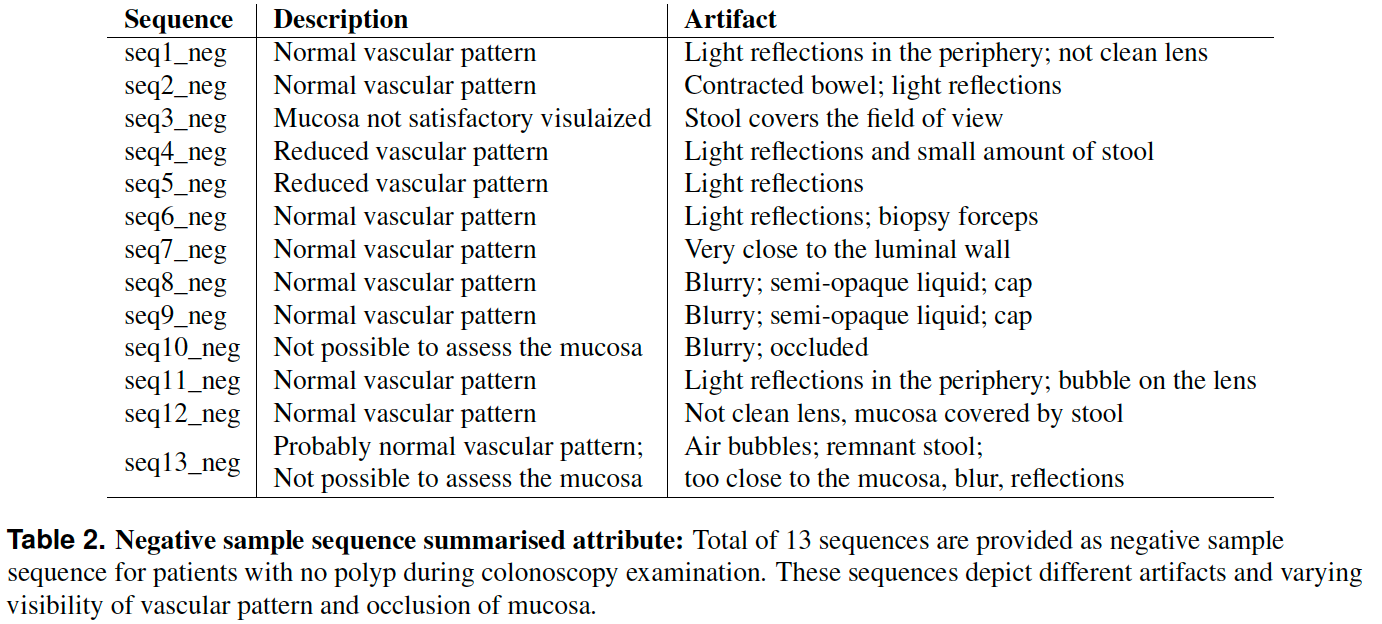 Sequence Description Artifact
seq1_neg Normal vascular pattern Light reflections in the periphery; not clean lens
seq2_neg Normal vascular pattern Contracted bowel; light reflections
seq3_neg Mucosa not satisfactory visulaized Stool covers the field of view
seq4_neg Reduced vascular pattern Light reflections and small amount of stool
seq5_neg Reduced vascular pattern Light reflections
seq6_neg Normal vascular pattern Light reflections; biopsy forceps
seq7_neg Normal vascular pattern Very close to the luminal wall
seq8_neg Normal vascular pattern Blurry; semi-opaque liquid; cap
seq9_neg Normal vascular pattern Blurry; semi-opaque liquid; cap
seq10_neg Not possible to assess the mucosa Blurry; occluded
seq11_neg Normal vascular pattern Light reflections in the periphery; bubble on the lens
seq12_neg Normal vascular pattern Not clean lens, mucosa covered by stool
seq13_neg Probably normal vascular pattern; Air bubbles; remnant stool;
Not possible to assess the mucosa too close to the mucosa, blur, reflections
Table 2. Negative sample sequence summarised attribute: Total of 13 sequences are provided as negative sample
sequence for patients with no polyp during colonoscopy examination. These sequences depict different artifacts and varying
visibility of vascular pattern and occlusion of mucosa.